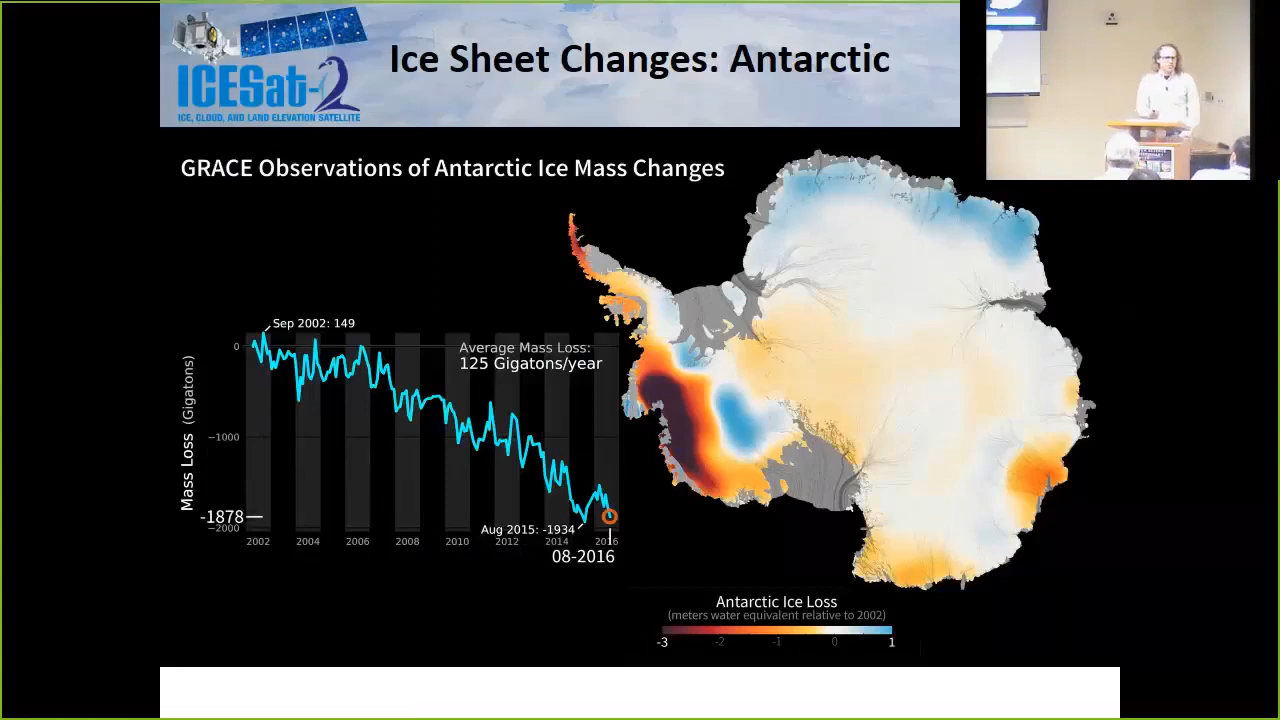 ICESat-2
ICE, CLOUD, AND LAND ELEVATION SATELLITE
Ice Sheet Changes: Antarctic
GRACE Observations of Antarctic Ice Mass Changes
Sep 2002: 149
Average Mass Loss:
125 Gigatons/year
Mass Loss (Gigatons)
0
-1000
-1878
-2000
Aug 2015: -1934
2002 2004 2006 2008 2010 2012 2014 2016
08-2016
Antarctic Ice Loss
(meters water equivalent relative to 2002)
-3 -2 -1 0 1